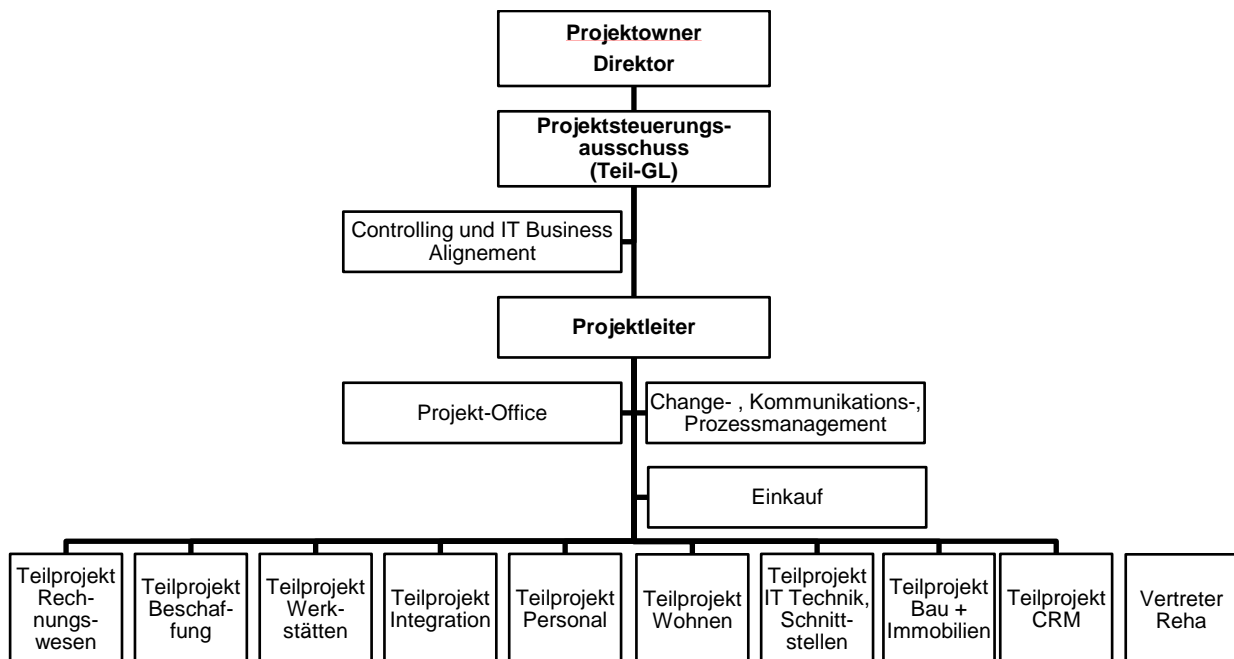 Projektowner
Direktor
Projektsteuerungs-
ausschuss
(Teil-GL)
Controlling und IT Business
Alignement
Projektleiter
Projekt-Office
Change- , Kommunikations-,
Prozessmanagement
Einkauf
Teilprojekt
Rech-
nungs-
wesen
Teilprojekt
Beschaf-
fung
Teilprojekt
Werk-
stätten
Teilprojekt
Integration
Teilprojekt
Personal
Teilprojekt
Wohnen
Teilprojekt
IT Technik,
Schnitt-
stellen
Teilprojekt
Bau +
Immobilien
Teilprojekt
CRM
Vertreter
Reha